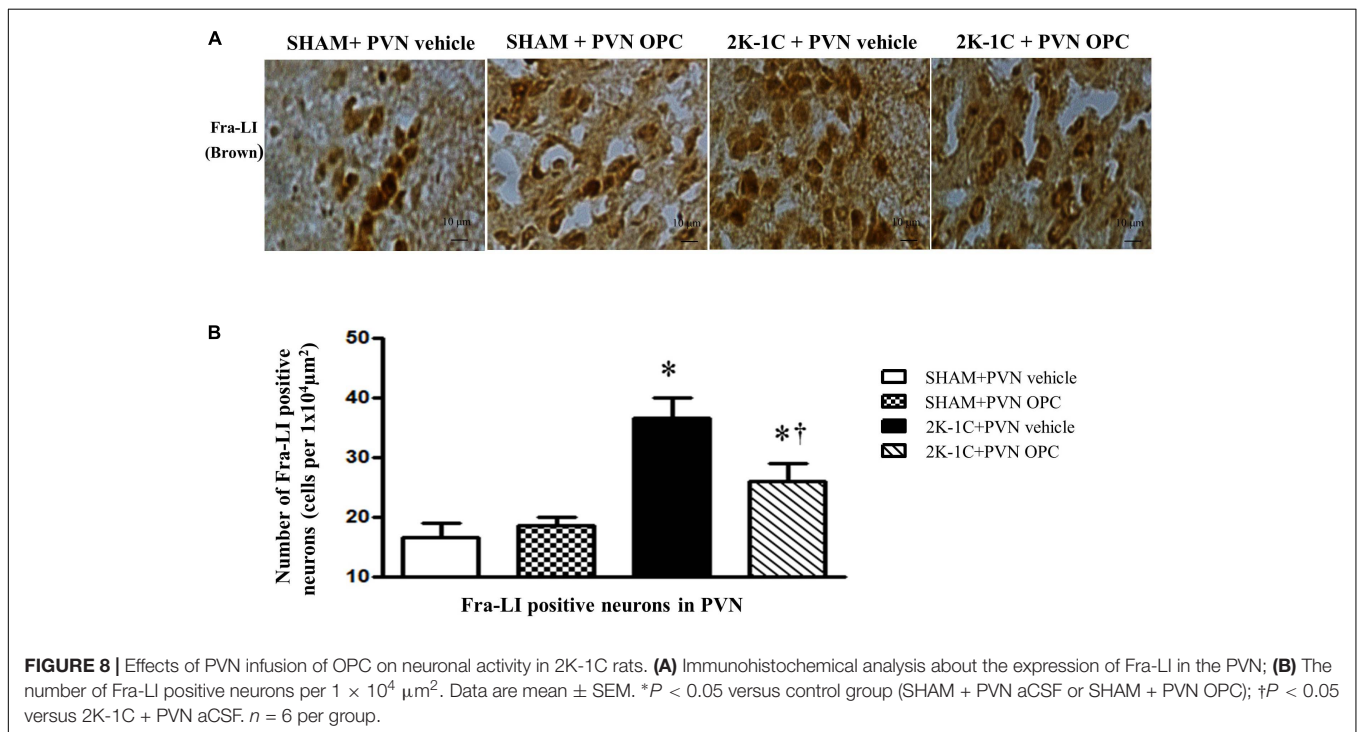 A
SHAM+ PVN vehicle
SHAM + PVN OPC
2K-1C + PVN vehicle
2K-1C + PVN OPC
Fra-LI
(Brown)
10 μm
10 μm
10 μm
10 μm
B
Number of Fra-LI positive
neurons (cells per 1x10⁴μm²)
50
40
30
20
10
*
*†
Fra-LI positive neurons in PVN
SHAM+PVN vehicle
SHAM+PVN OPC
2K-1C+PVN vehicle
2K-1C+PVN OPC
FIGURE 8 | Effects of PVN infusion of OPC on neuronal activity in 2K-1C rats. (A) Immunohistochemical analysis about the expression of Fra-LI in the PVN; (B) The
number of Fra-LI positive neurons per 1 × 10⁴ μm². Data are mean ± SEM. *P < 0.05 versus control group (SHAM + PVN aCSF or SHAM + PVN OPC); †P < 0.05
versus 2K-1C + PVN aCSF. n = 6 per group.